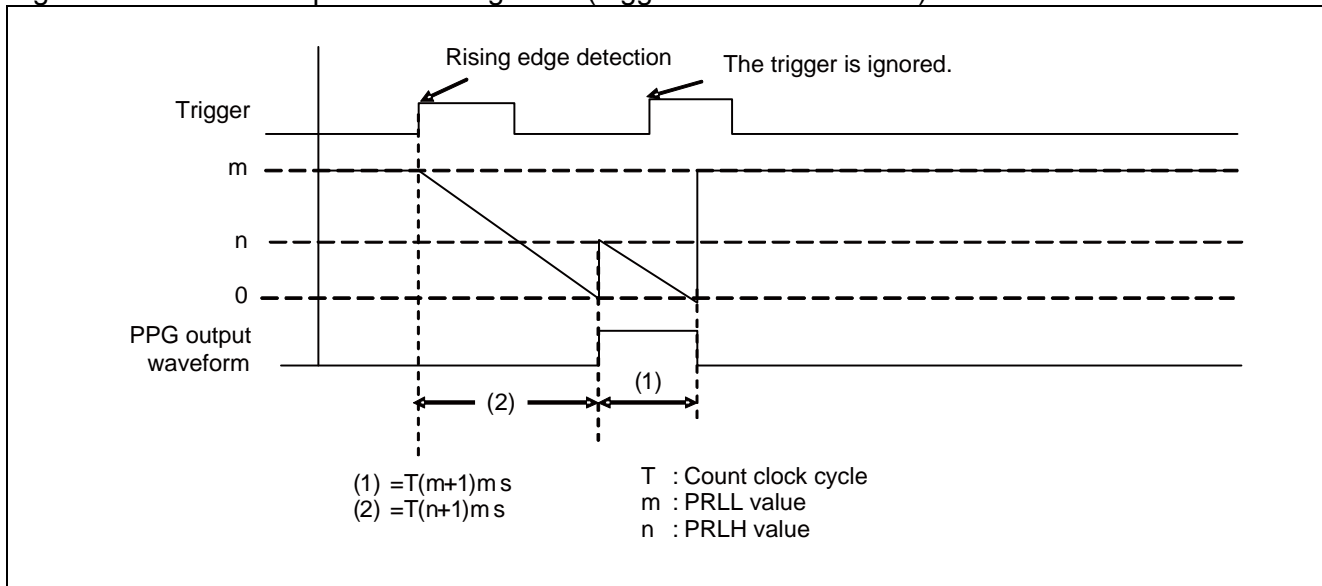 Rising edge detection
The trigger is ignored.
Trigger
m
n
0
PPG output
waveform
(1)
(2)
(1) =T(m+1)m s
(2) =T(n+1)m s
T : Count clock cycle
m : PRLL value
n : PRLH value